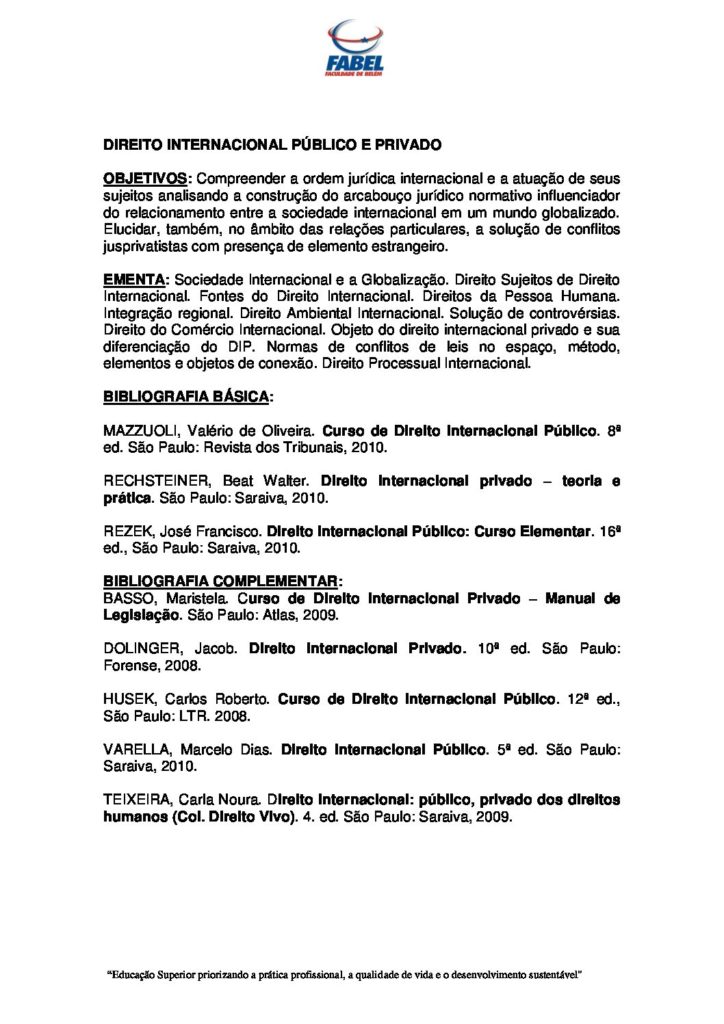 FABEL
FACULDADE DE BELÉM
DIREITO INTERNACIONAL PÚBLICO E PRIVADO
OBJETIVOS: Compreender a ordem jurídica internacional e a atuação de seus
sujeitos analisando a construção do arcabouço jurídico normativo influenciador
do relacionamento entre a sociedade internacional em um mundo globalizado.
Elucidar, também, no âmbito das relações particulares, a solução de conflitos
jusprivatistas com presença de elemento estrangeiro.
EMENTA: Sociedade Internacional e a Globalização. Direito Sujeitos de Direito
Internacional. Fontes do Direito Internacional. Direitos da Pessoa Humana.
Integração regional. Direito Ambiental Internacional. Solução de controvérsias.
Direito do Comércio Internacional. Objeto do direito internacional privado e sua
diferenciação do DIP. Normas de conflitos de leis no espaço, método,
elementos e objetos de conexão. Direito Processual Internacional.
BIBLIOGRAFIA BÁSICA:
MAZZUOLI, Valério de Oliveira. Curso de Direito Internacional Público. 8ª
ed. São Paulo: Revista dos Tribunais, 2010.
RECHSTEINER, Beat Walter. Direito internacional privado – teoria e
prática. São Paulo: Saraiva, 2010.
REZEK, José Francisco. Direito Internacional Público: Curso Elementar. 16ª
ed., São Paulo: Saraiva, 2010.
BIBLIOGRAFIA COMPLEMENTAR:
BASSO, Maristela. Curso de Direito Internacional Privado – Manual de
Legislação. São Paulo: Atlas, 2009.
DOLINGER, Jacob. Direito Internacional Privado. 10ª ed. São Paulo:
Forense, 2008.
HUSEK, Carlos Roberto. Curso de Direito Internacional Público. 12ª ed.,
São Paulo: LTR. 2008.
VARELLA, Marcelo Dias. Direito Internacional Público. 5ª ed. São Paulo:
Saraiva, 2010.
TEIXEIRA, Carla Noura. Direito internacional: público, privado dos direitos
humanos (Col. Direito Vivo). 4. ed. São Paulo: Saraiva, 2009.
“Educação Superior priorizando a prática profissional, a qualidade de vida e o desenvolvimento sustentável”